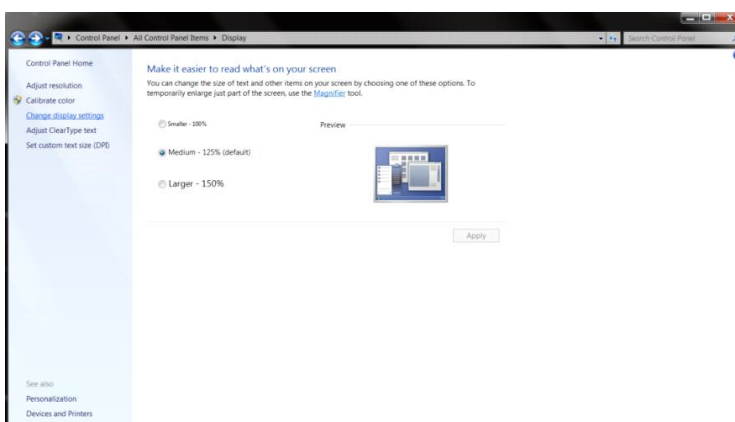 Control Panel ▸ All Control Panel Items ▸ Display
Search Control Panel
Control Panel Home
Adjust resolution
Calibrate color
Change display settings
Adjust ClearType text
Set custom text size (DPI)
Make it easier to read what's on your screen
You can change the size of text and other items on your screen by choosing one of these options. To
temporarily enlarge just part of the screen, use the Magnifier tool.
Smaller - 100%
Preview
Medium - 125% (default)
Larger - 150%
Apply
See also
Personalization
Devices and Printers